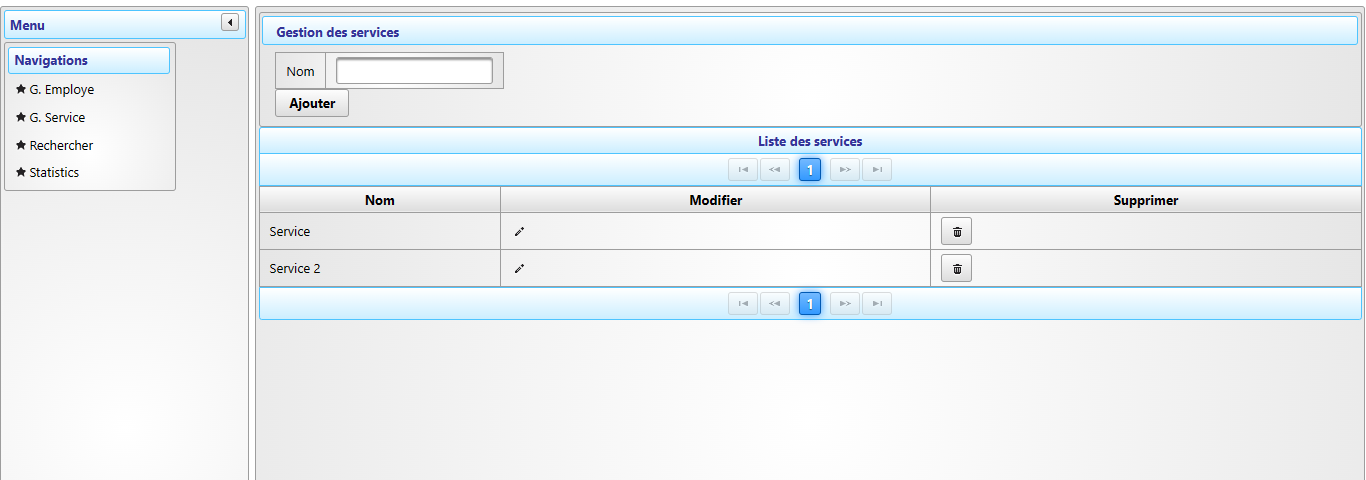 Menu
Navigations
G. Employe
G. Service
Rechercher
Statistics
Gestion des services
Nom
Ajouter
Liste des services
1
Nom Modifier Supprimer
Service
Service 2
1